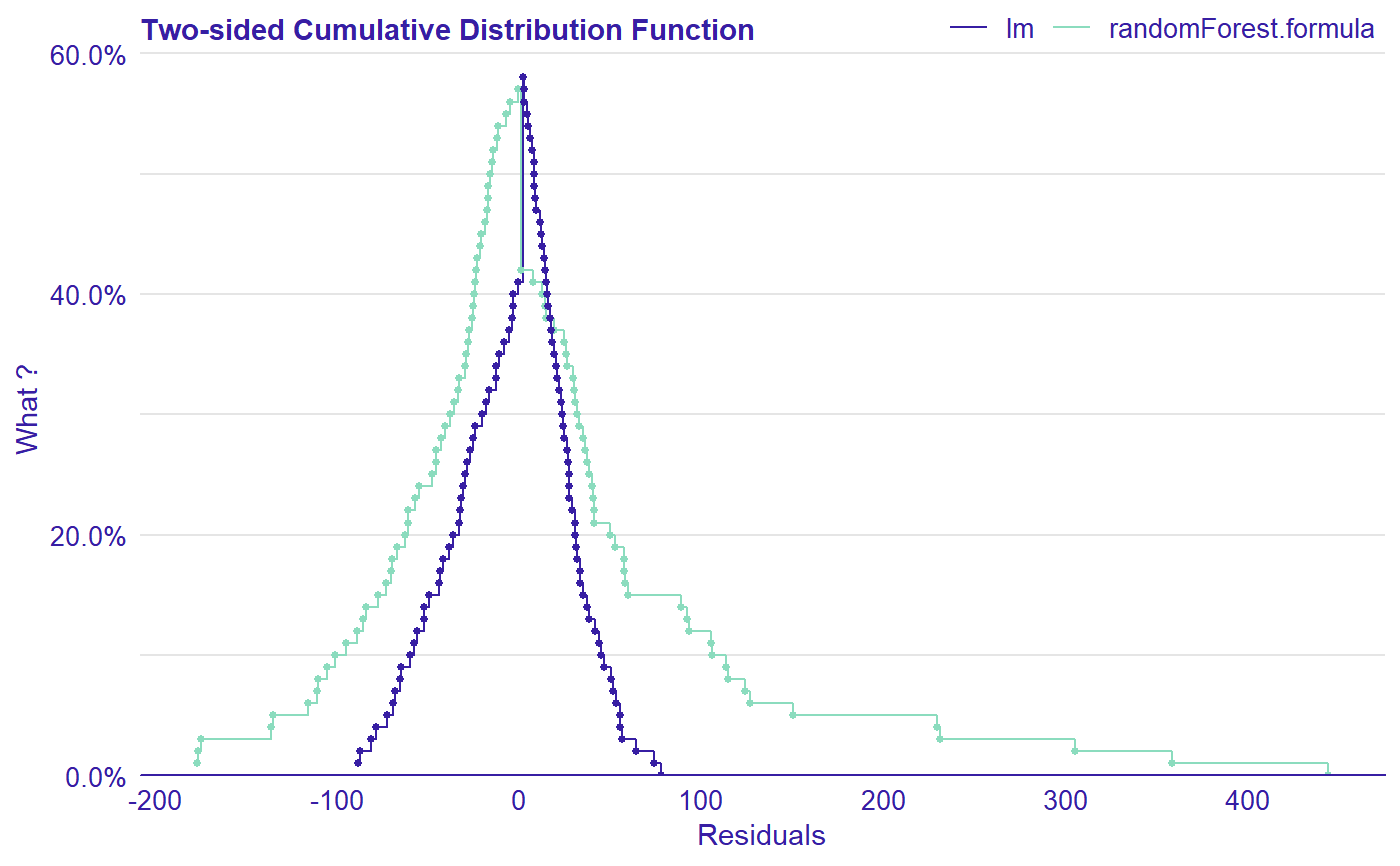 Two-sided Cumulative Distribution Function
lm
randomForest.formula
60.0%
40.0%
20.0%
0.0%
What ?
-200
-100
0
100
200
300
400
Residuals